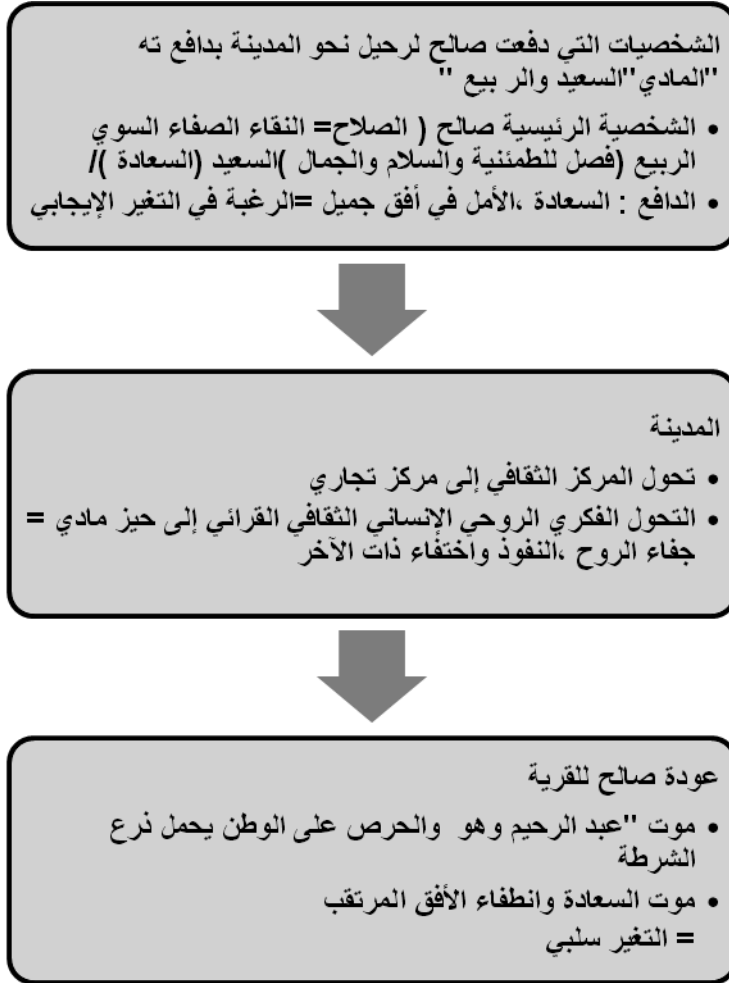 الشخصيات التي دفعت صالح لرحيل نحو المدينة بدافع ته
"المادي"السعيد والر بيع "
• الشخصية الرئيسية صالح ( الصلاح= النقاء الصفاء السوي
الربيع (فصل للطمئنية والسلام والجمال )السعيد (السعادة )/
• الدافع : السعادة ،الأمل في أفق جميل =الرغبة في التغير الإيجابي
المدينة
• تحول المركز الثقافي إلى مركز تجاري
• التحول الفكري الروحي الإنساني الثقافي القرائي إلى حيز مادي =
جفاء الروح ،النفوذ واختفاء ذات الآخر
عودة صالح للقرية
• موت "عبد الرحيم وهو والحرص على الوطن يحمل ذرع
الشرطة
• موت السعادة وانطفاء الأفق المرتقب
= التغير سلبي